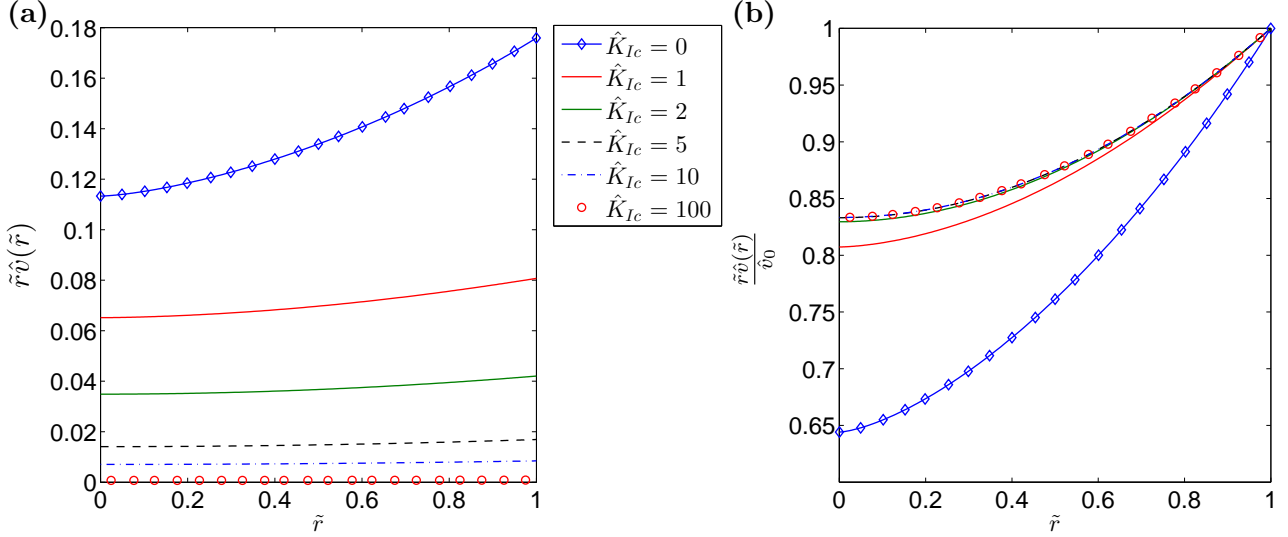 (a)
0.18
0.16
0.14
0.12
0.1
0.08
0.06
0.04
0.02
0
0 0.2 0.4 0.6 0.8 1
r̃
r̃v̂(r̃)
K̂_{Ic} = 0
K̂_{Ic} = 1
K̂_{Ic} = 2
K̂_{Ic} = 5
K̂_{Ic} = 10
K̂_{Ic} = 100
(b)
1
0.95
0.9
0.85
0.8
0.75
0.7
0.65
0 0.2 0.4 0.6 0.8 1
r̃
r̃v̂(r̃)
v̂₀